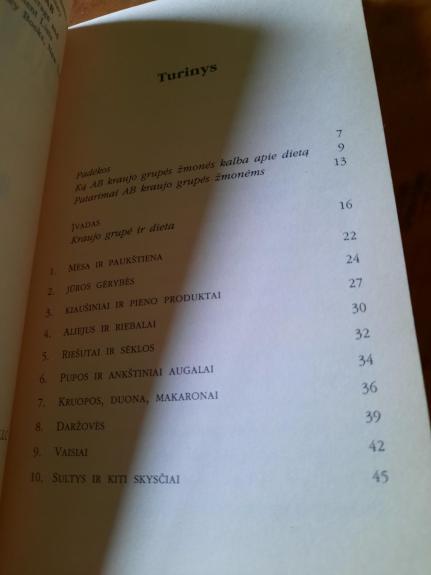 Turinys
Padėkos 7
Ką AB kraujo grupės žmonės kalba apie dietą 9
Patarimai AB kraujo grupės žmonėms 13
ĮVADAS
Kraujo grupė ir dieta 16
1. MĖSA IR PAUKŠTIENA 22
2. JŪROS GĖRYBĖS 24
3. KIAUŠINIAI IR PIENO PRODUKTAI 27
4. ALIEJUS IR RIEBALAI 30
5. RIEŠUTAI IR SĖKLOS 32
6. PUPOS IR ANKŠTINIAI AUGALAI 34
7. KRUOPOS, DUONA, MAKARONAI 36
8. DARŽOVĖS 39
9. VAISIAI 42
10. SULTYS IR KITI SKYSČIAI 45